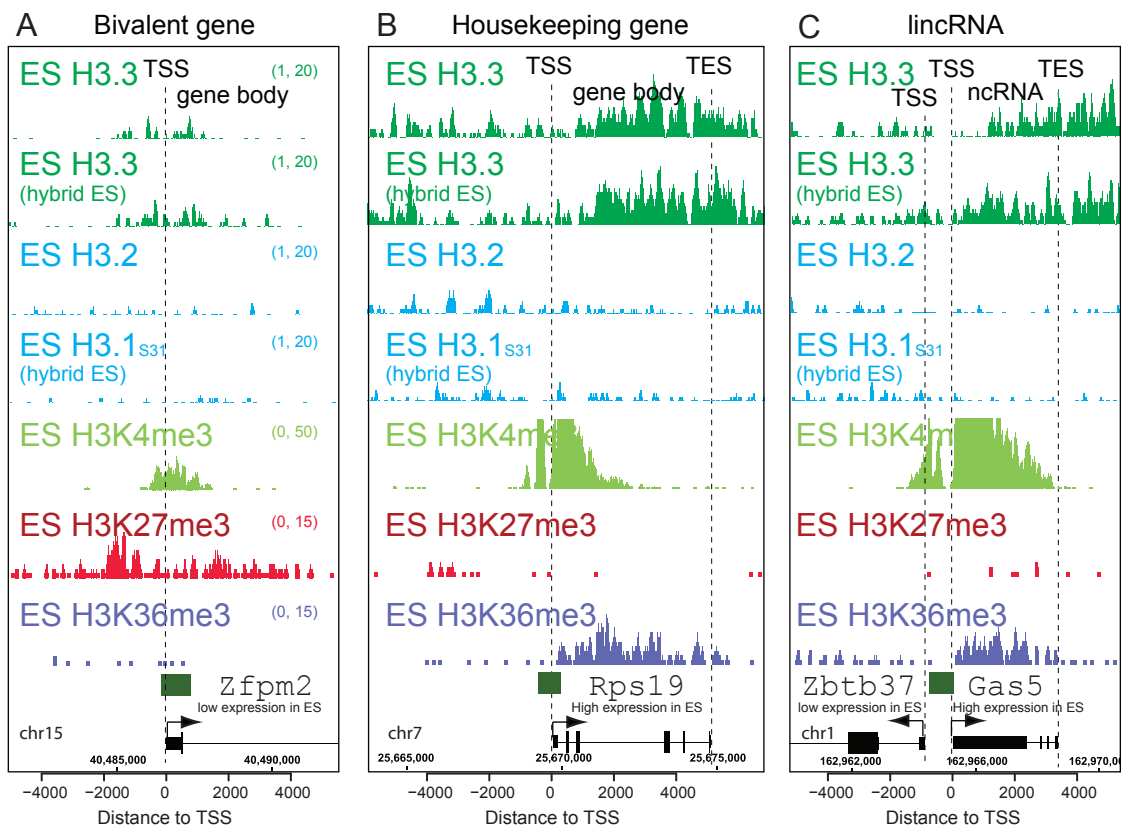 A
Bivalent gene
ES H3.3
TSS
(1, 20)
gene body
ES H3.3
(1, 20)
(hybrid ES)
ES H3.2
(1, 20)
ES H3.1S31
(1, 20)
(hybrid ES)
ES H3K4me3
(0, 50)
ES H3K27me3
(0, 15)
ES H3K36me3
(0, 15)
Zfpm2
low expression in ES
chr15
40,485,000
40,490,000
−4000 −2000 0 2000 4000
Distance to TSS
B
Housekeeping gene
ES H3.3
TSS
TES
gene body
ES H3.3
(hybrid ES)
ES H3.2
ES H3.1S31
(hybrid ES)
ES H3K4me3
ES H3K27me3
ES H3K36me3
Rps19
High expression in ES
chr7
25,665,000
25,670,000
25,675,000
−4000 −2000 0 2000 4000 6000
Distance to TSS
C
lincRNA
ES H3.3
TSS
TES
TSS
ncRNA
ES H3.3
(hybrid ES)
ES H3.2
ES H3.1S31
(hybrid ES)
ES H3K4m
ES H3K27me3
ES H3K36me3
Zbtb37
Gas5
low expression in ES
High expression in ES
chr1
162,962,000
162,966,000
162,970,0
−4000 −2000 0 2000 4000
Distance to TSS